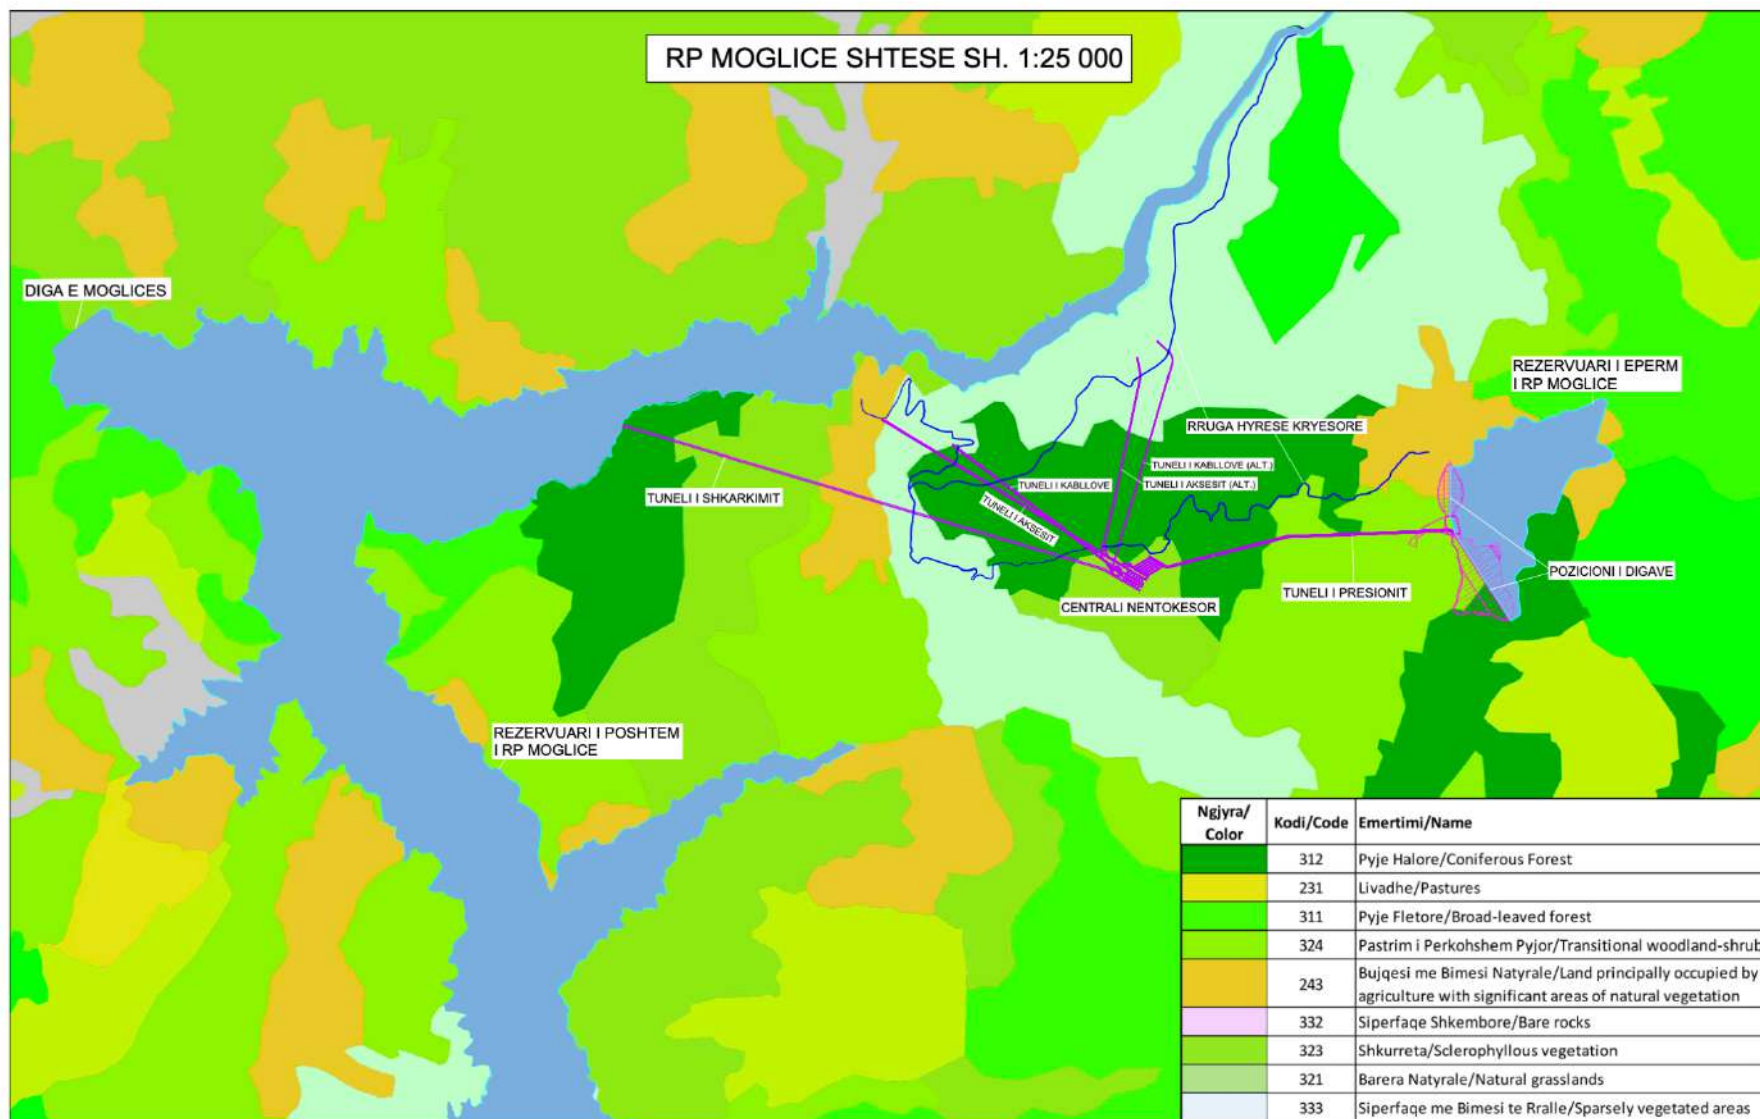 RP MOGLICE SHTESE SH. 1:25 000
DIGA E MOGLICES
REZERVUARI I EPERM
I RP MOGLICE
RRUGA HYRESE KRYESORE
TUNELI I KABLLOVE (ALT.)
TUNELI I AKSESIT (ALT.)
TUNELI I KABLLOVE
TUNELI I AKSESIT
TUNELI I SHKARKIMIT
POZICIONI I DIGAVE
TUNELI I PRESIONIT
CENTRALI NENTOKESOR
REZERVUARI I POSHTEM
I RP MOGLICE
Ngjyra/
Color
Kodi/Code
Emertimi/Name
312 Pyje Halore/Coniferous Forest
231 Livadhe/Pastures
311 Pyje Fletore/Broad-leaved forest
324 Pastrim i Perkohshem Pyjor/Transitional woodland-shrub
243 Bujqesi me Bimesi Natyrale/Land principally occupied by
agriculture with significant areas of natural vegetation
332 Siperfaqe Shkembore/Bare rocks
323 Shkurreta/Sclerophyllous vegetation
321 Barera Natyrale/Natural grasslands
333 Siperfaqe me Bimesi te Rralle/Sparsely vegetated areas